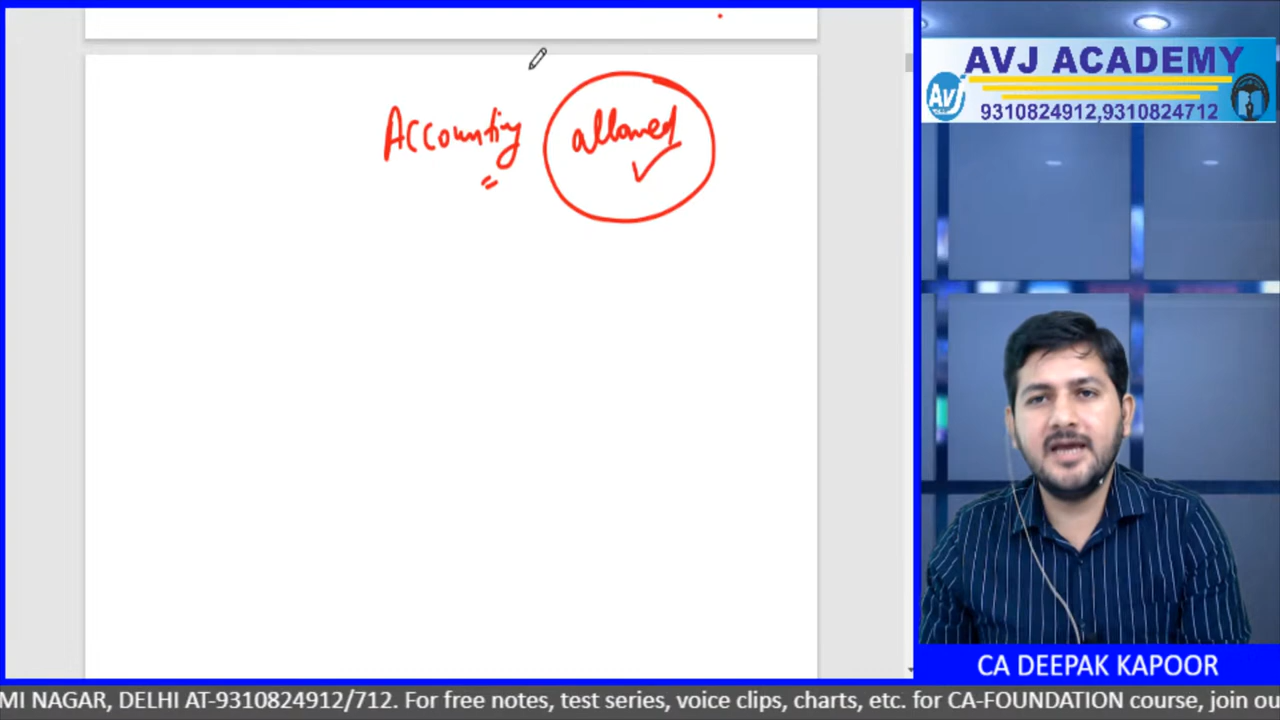 Accounting allowed
AVJ ACADEMY
Av
9310824912,9310824712
CA DEEPAK KAPOOR
MI NAGAR, DELHI AT-9310824912/712. For free notes, test series, voice clips, charts, etc. for CA-FOUNDATION course, join ou